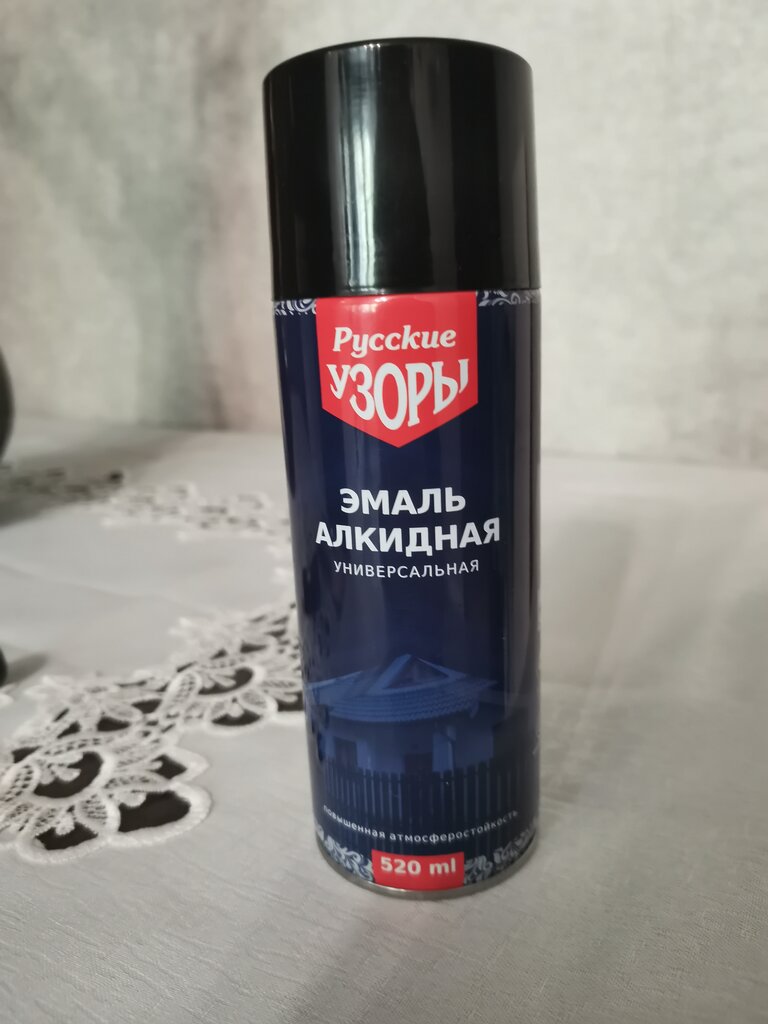 Русские
УЗОРЫ
ЭМАЛЬ
АЛКИДНАЯ
УНИВЕРСАЛЬНАЯ
повышенная атмосферостойкость
520 ml